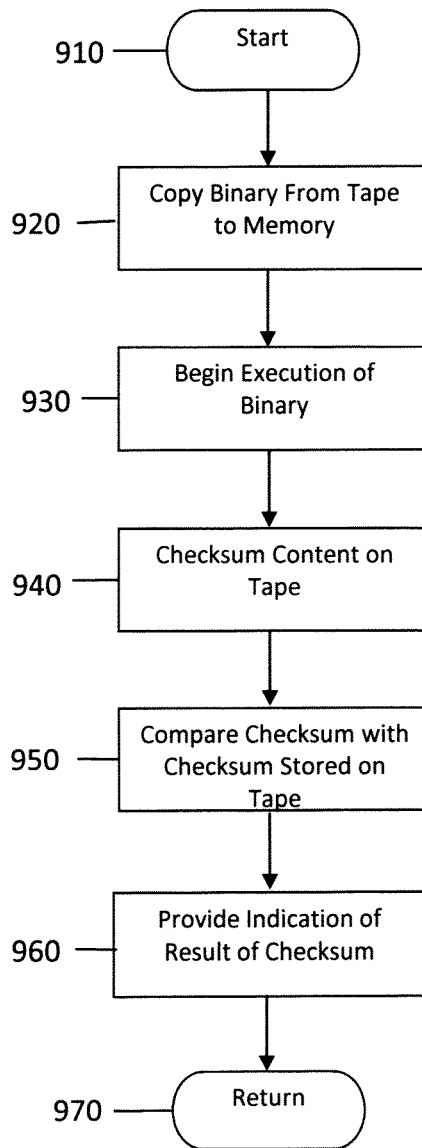 910
Start
920
Copy Binary From Tape
to Memory
930
Begin Execution of
Binary
940
Checksum Content on
Tape
950
Compare Checksum with
Checksum Stored on
Tape
960
Provide Indication of
Result of Checksum
970
Return